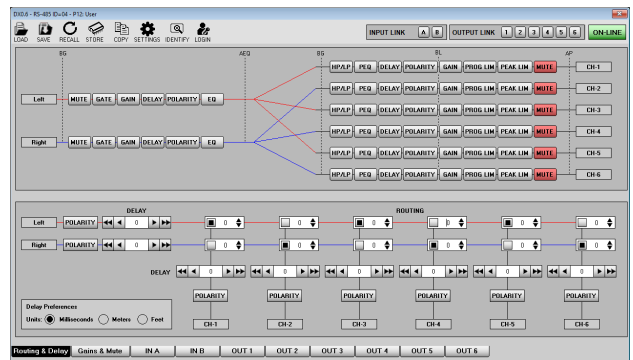 DX0.6 - RS-485 ID=04 - P12: User
LOAD SAVE RECALL STORE COPY SETTINGS IDENTIFY LOGIN
INPUT LINK A B OUTPUT LINK 1 2 3 4 5 6 ON-LINE
BG AEQ BG BL AP
HP/LP PEQ DELAY POLARITY GAIN PROG LIM PEAK LIM MUTE CH-1
HP/LP PEQ DELAY POLARITY GAIN PROG LIM PEAK LIM MUTE CH-2
Left MUTE GATE GAIN DELAY POLARITY EQ
HP/LP PEQ DELAY POLARITY GAIN PROG LIM PEAK LIM MUTE CH-3
HP/LP PEQ DELAY POLARITY GAIN PROG LIM PEAK LIM MUTE CH-4
Right MUTE GATE GAIN DELAY POLARITY EQ
HP/LP PEQ DELAY POLARITY GAIN PROG LIM PEAK LIM MUTE CH-5
HP/LP PEQ DELAY POLARITY GAIN PROG LIM PEAK LIM MUTE CH-6
DELAY ROUTING
Left POLARITY 0 0 0 0 0 0 0
Right POLARITY 0 0 0 0 0 0 0
DELAY 0 0 0 0 0 0
POLARITY POLARITY POLARITY POLARITY POLARITY POLARITY
Delay Preferences
Units: Milliseconds Meters Feet
CH-1 CH-2 CH-3 CH-4 CH-5 CH-6
Routing & Delay Gains & Mute IN A IN B OUT 1 OUT 2 OUT 3 OUT 4 OUT 5 OUT 6